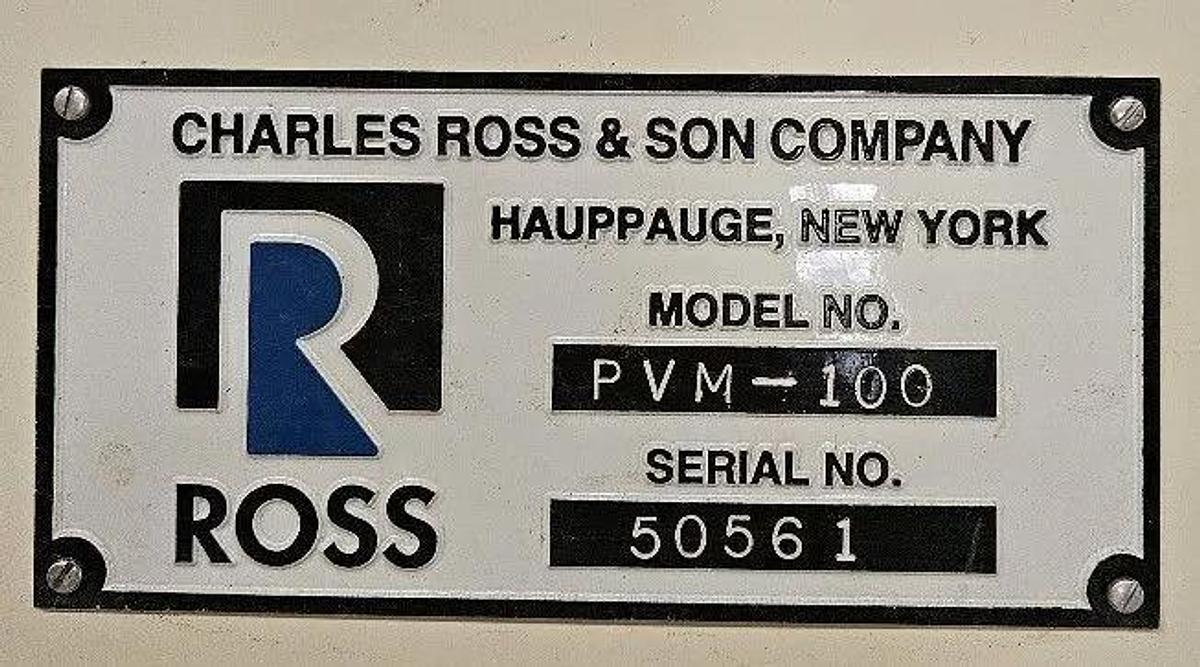 CHARLES ROSS & SON COMPANY
HAUPPAUGE, NEW YORK
MODEL NO.
PVM-100
SERIAL NO.
50561
R
ROSS